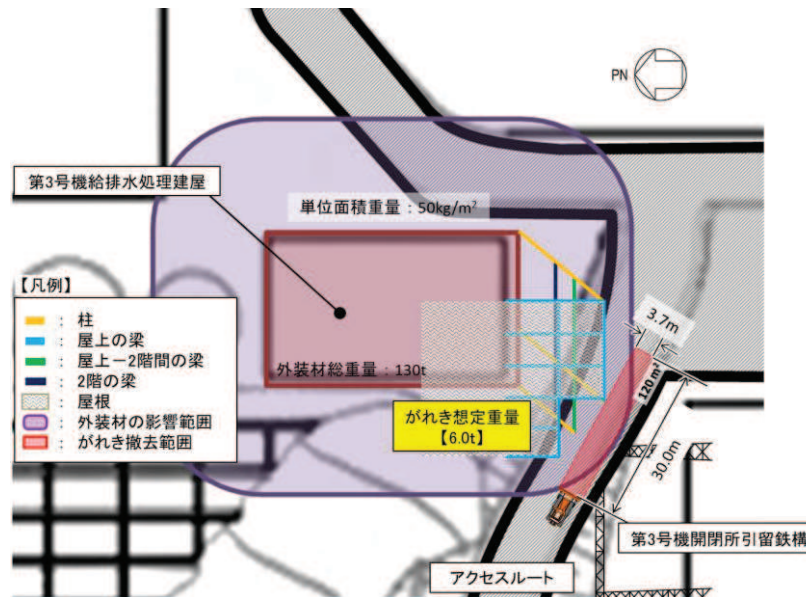 PN
第3号機給排水処理建屋
単位面積重量：50kg/m²
【凡例】
： 柱
： 屋上の梁
： 屋上－2階間の梁
： 2階の梁
： 屋根
： 外装材の影響範囲
： がれき撤去範囲
外装材総重量：130t
がれき想定重量
【6.0t】
3.7m
120m²
30.0m
第3号機開閉所引留鉄構
アクセスルート